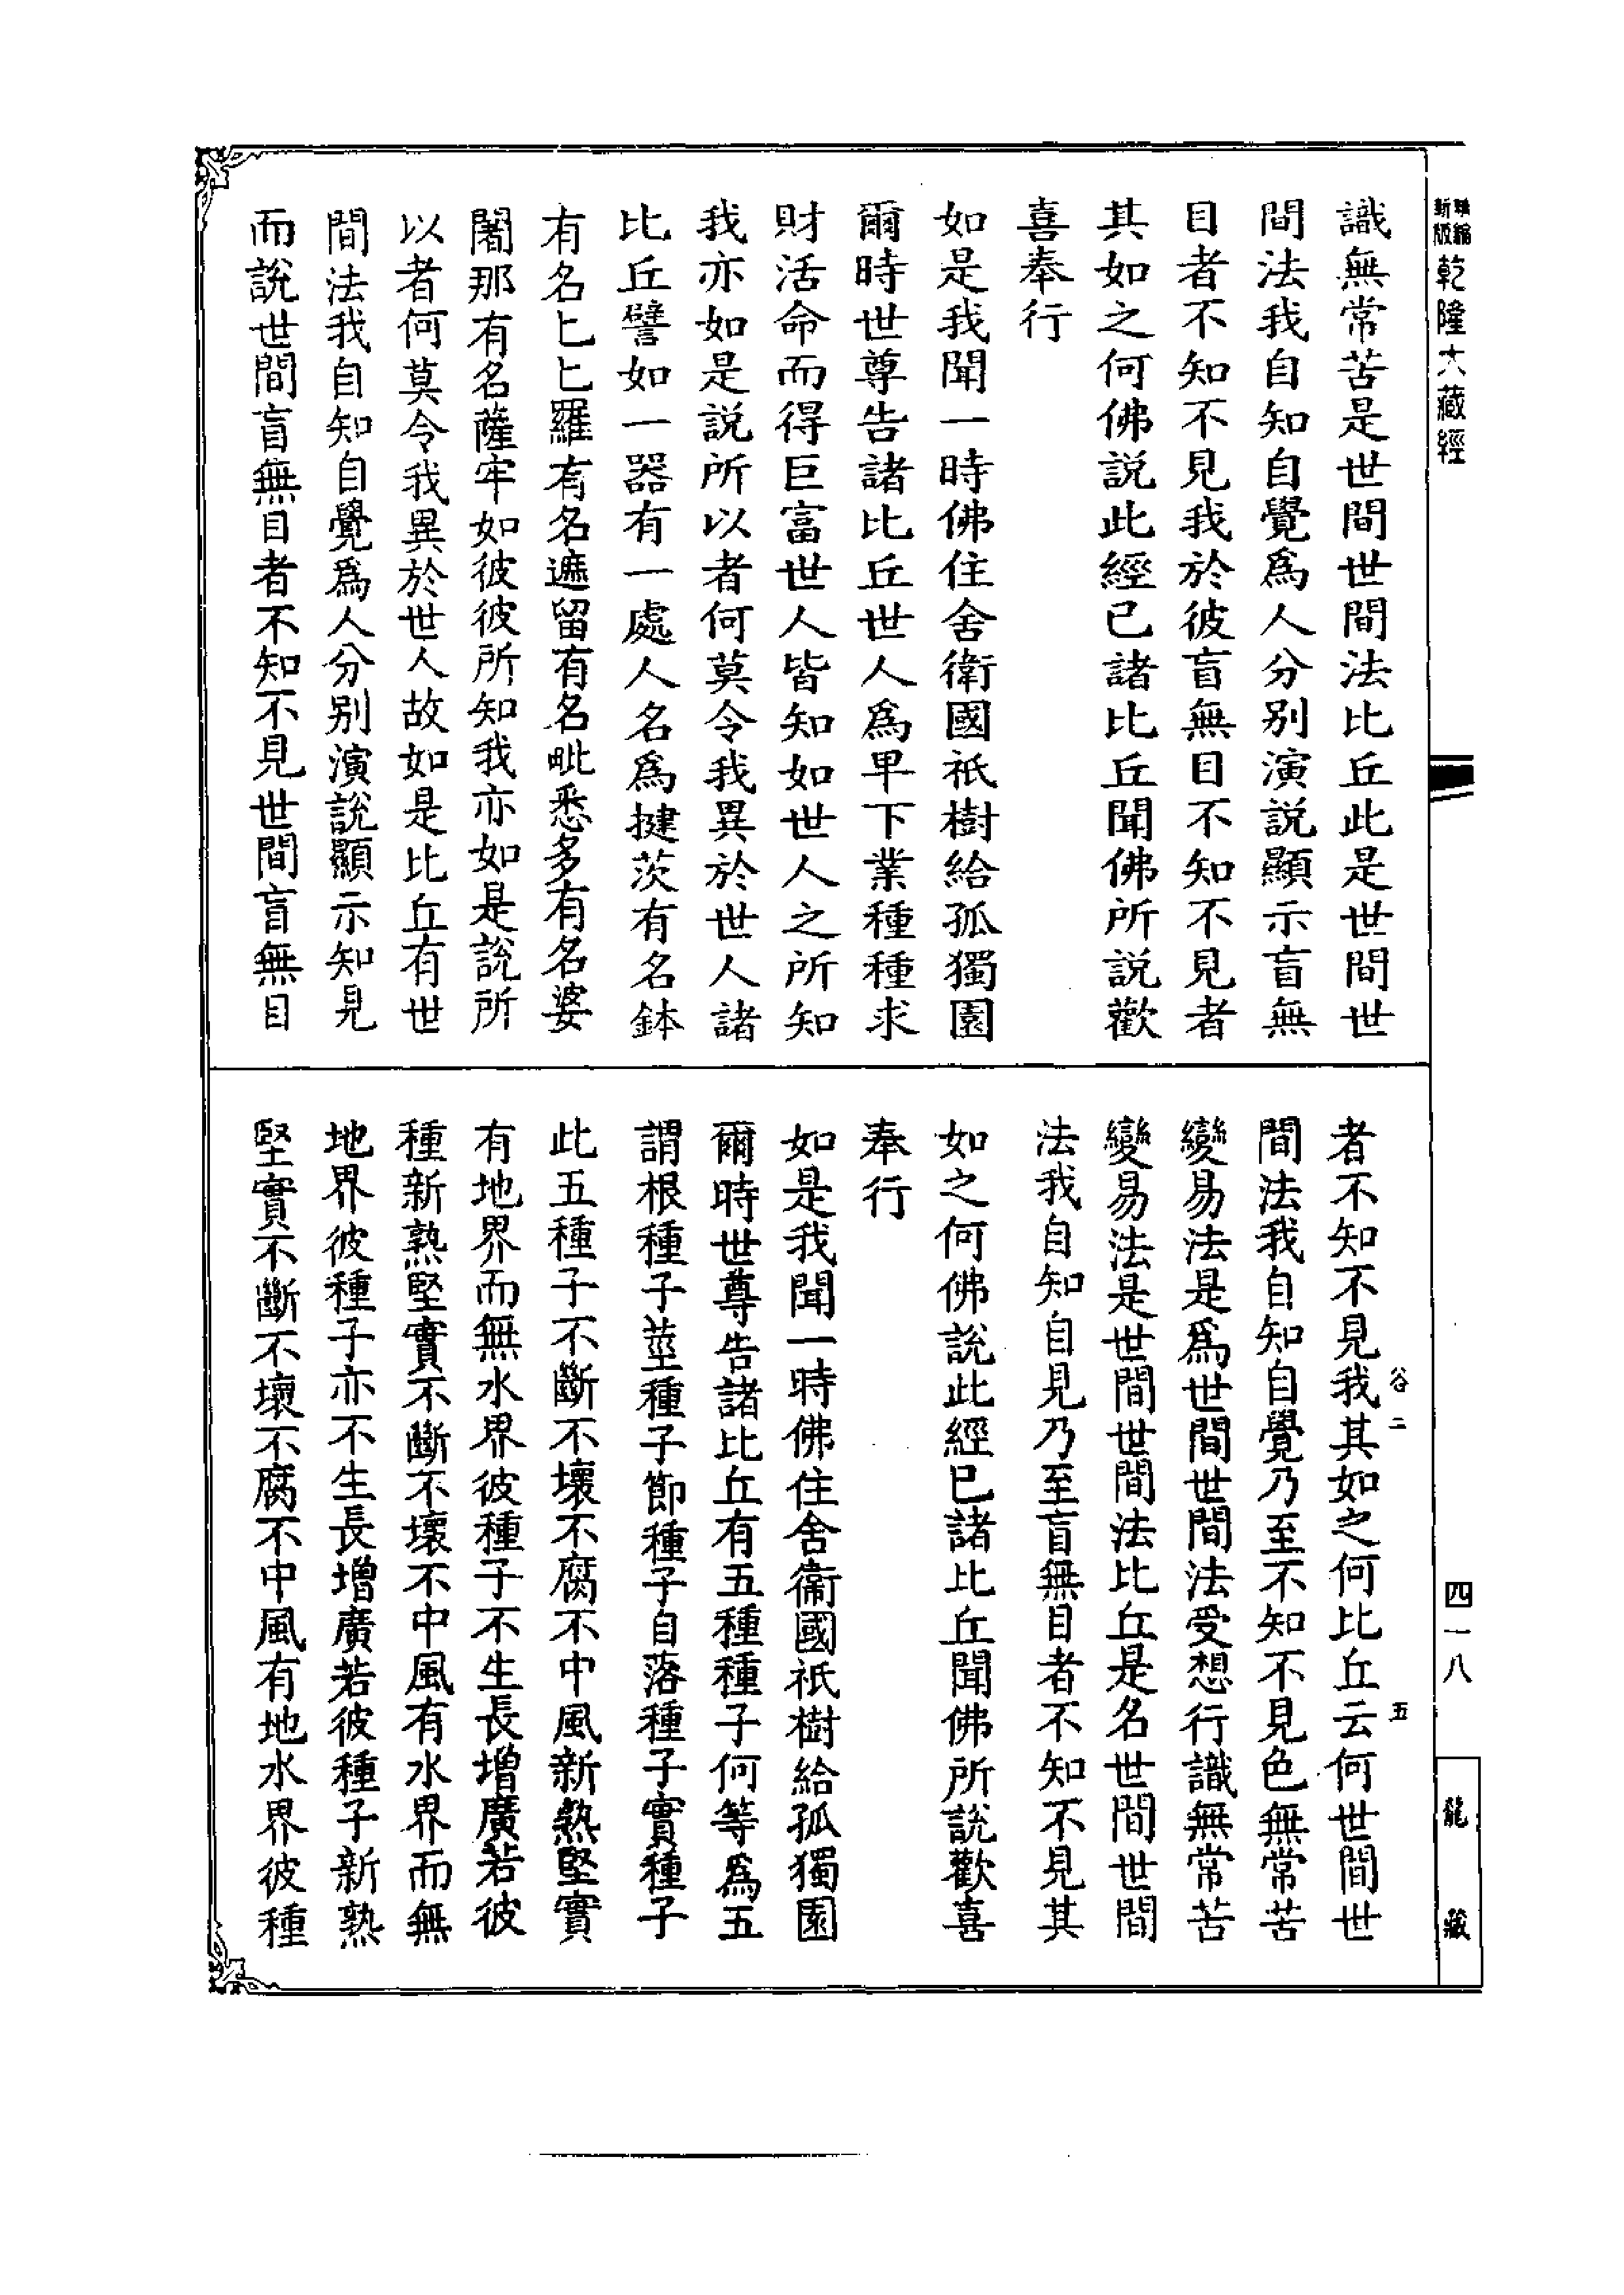 新編
新版
乾隆大藏經
識無常苦是世間世間法比丘此是世間世
間法我自知自覺爲人分別演説顯示盲無
目者不知不見我於彼盲無目不知不見者
其如之何佛説此經已諸比丘聞佛所説歡
喜奉行
如是我聞一時佛住舍衛國祇樹給孤獨園
爾時世尊告諸比丘世人爲早下業種種求
財活命而得巨富世人皆知如世人之所知
我亦如是説所以者何莫令我異於世人諸
比丘譬如一器有一處人名爲揵茨有名鉢
有名匕匕羅有名遮留有名毗悉多有名婆
闍那有名薩牢如彼彼所知我亦如是説所
以者何莫令我異於世人故如是比丘有世
間法我自知自覺爲人分別演説顯示知見
而説世間盲無目者不知不見世間盲無目
者不知不見我其如之何比丘云何世間世
間法我自知自覺乃至不知不見色無常苦
變易法是爲世間世間法受想行識無常苦
變易法是世間世間法比丘是名世間世間
法我自知自見乃至盲無目者不知不見其
如之何佛説此經已諸比丘聞佛所説歡喜
奉行
如是我聞一時佛住舍衞國祇樹給孤獨園
爾時世尊告諸比丘有五種種子何等爲五
謂根種子莖種子節種子自落種子實種子
此五種子不斷不壞不腐不中風新熟堅實
有地界而無水界彼種子不生長增廣若彼
種新熟堅實不斷不壞不中風有水界而無
地界彼種子亦不生長增廣若彼種子新熟
堅實不斷不壞不腐不中風有地水界彼種
谷二
五
四一八
龍藏